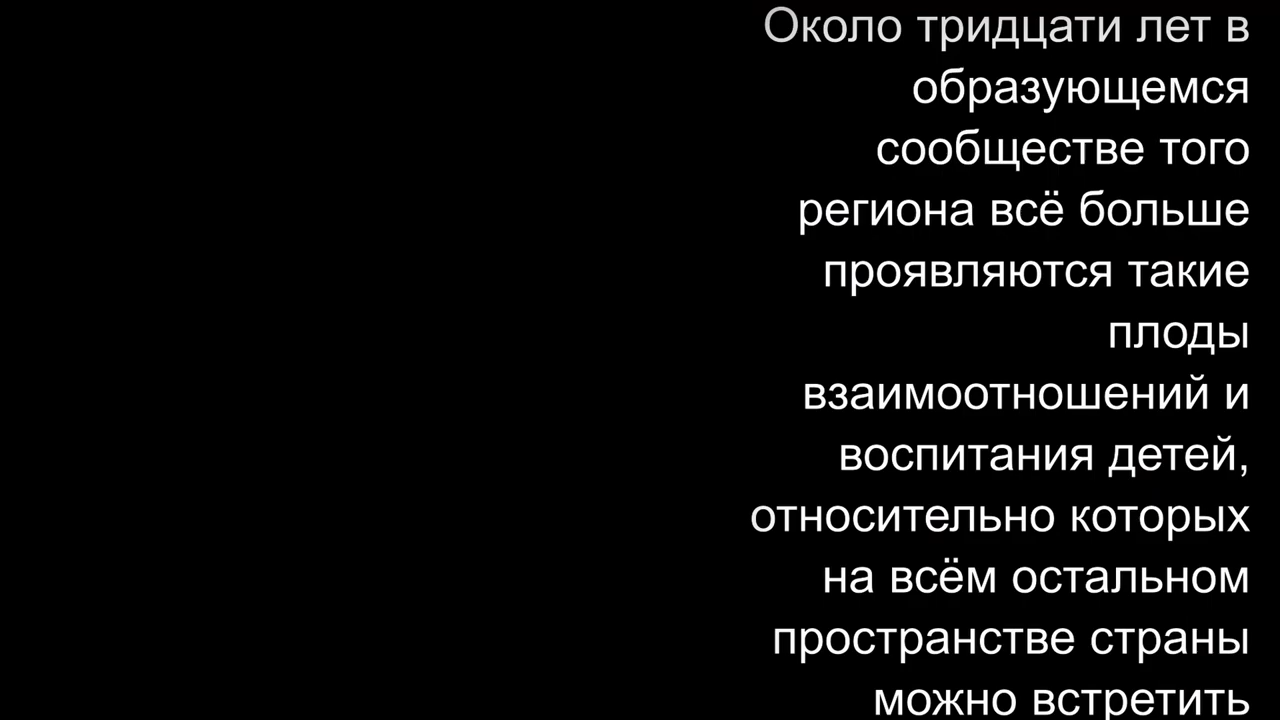 Около тридцати лет в
образующемся
сообществе того
региона всё больше
проявляются такие
плоды
взаимоотношений и
воспитания детей,
относительно которых
на всём остальном
пространстве страны
можно встретить